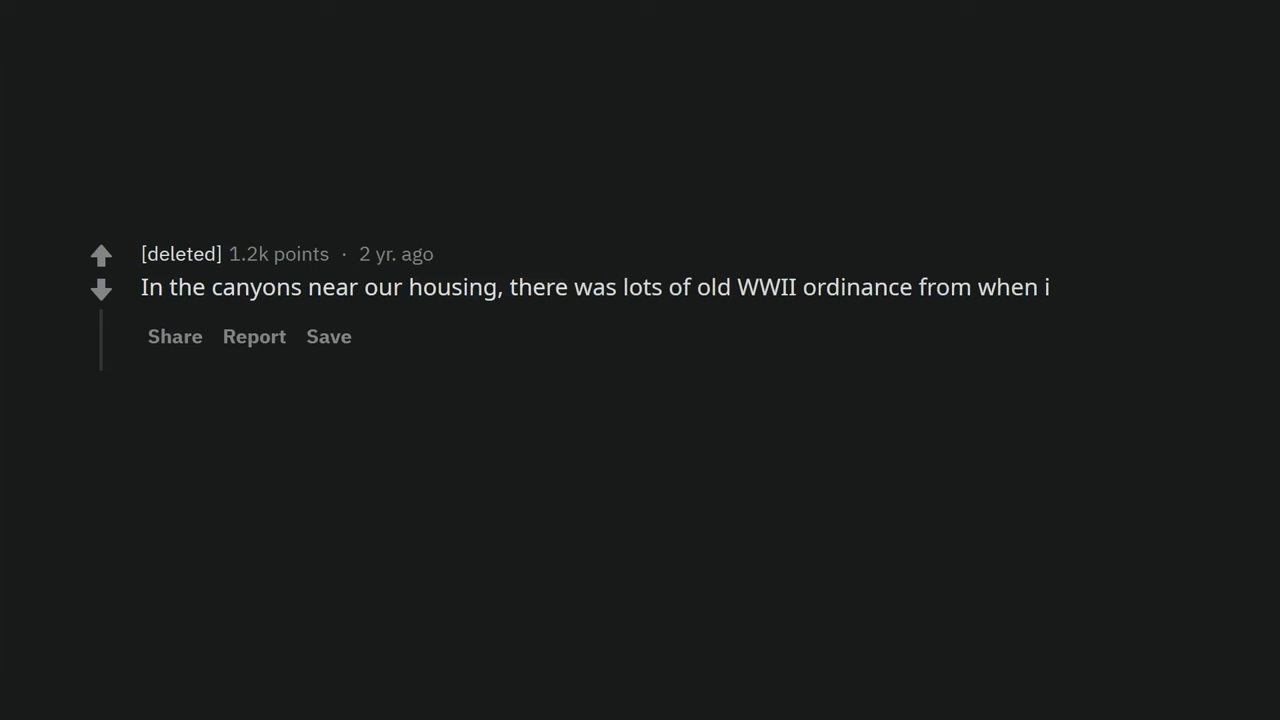 [deleted] 1.2k points · 2 yr. ago
In the canyons near our housing, there was lots of old WWII ordinance from when i
Share Report Save